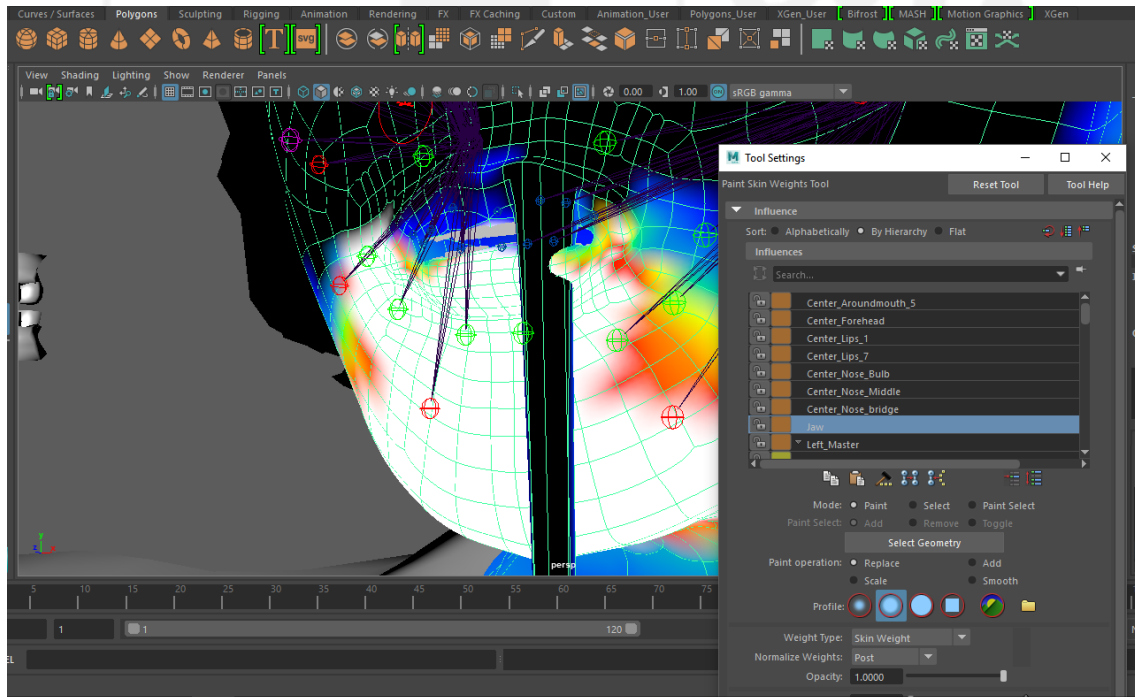 Curves / Surfaces Polygons Sculpting Rigging Animation Rendering FX FX Caching Custom Animation_User Polygons_User XGen_User Bifrost MASH Motion Graphics XGen
T SVG
View Shading Lighting Show Renderer Panels
0.00 1.00 sRGB gamma
M Tool Settings
Paint Skin Weights Tool Reset Tool Tool Help
Influence
Sort: Alphabetically By Hierarchy Flat
Influences
Search...
Center_Aroundmouth_5
Center_Forehead
Center_Lips_1
Center_Lips_7
Center_Nose_Bulb
Center_Nose_Middle
Center_Nose_bridge
Jaw
Left_Master
Mode: Paint Select Paint Select
Paint Select: Add Remove Toggle
Select Geometry
Paint operation: Replace Add
Scale Smooth
Profile:
Weight Type: Skin Weight
Normalize Weights: Post
Opacity: 1.0000
y
z x
persp
5 10 15 20 25 30 35 40 45 50 55 60 65 70 75
1 1 120
EL